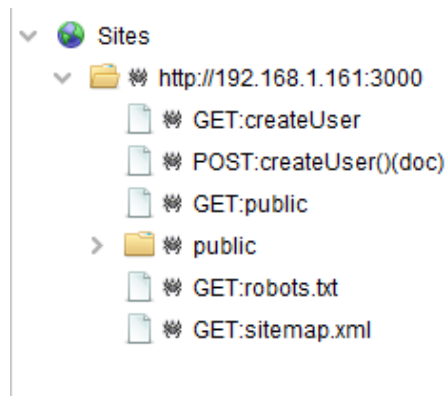 Sites
http://192.168.1.161:3000
GET:createUser
POST:createUser()(doc)
GET:public
public
GET:robots.txt
GET:sitemap.xml